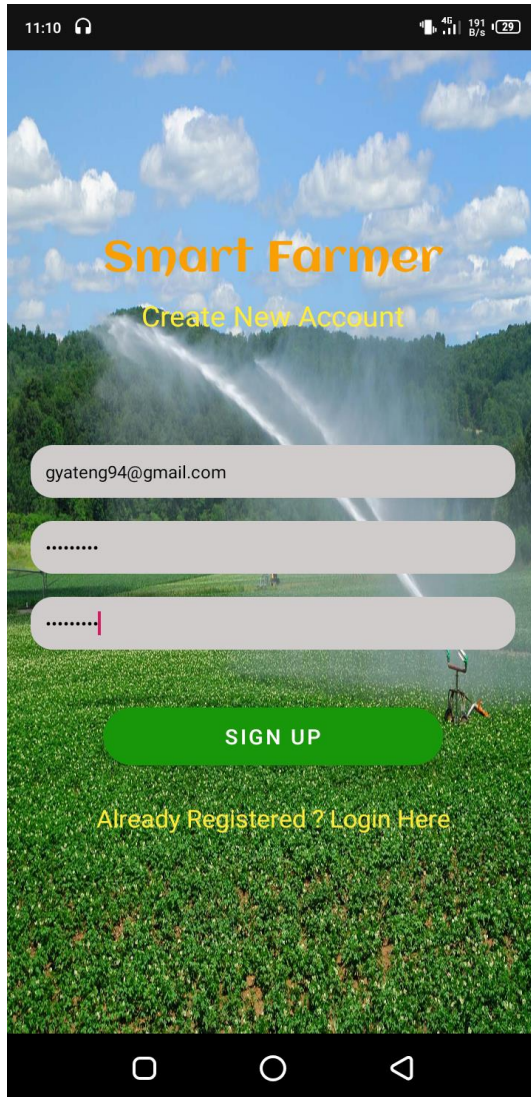 11:10
4G 191 B/s 29
Smart Farmer
Create New Account
gyateng94@gmail.com
•••••••••
•••••••••
SIGN UP
Already Registered ? Login Here